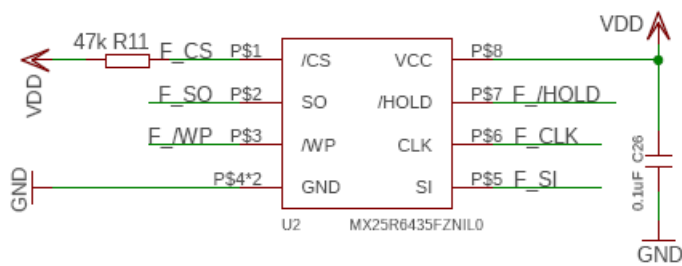 VDD
47k R11 F_CS P$1 /CS VCC P$8
VDD
F_SO P$2 SO /HOLD P$7 F_/HOLD
F_/WP P$3 /WP CLK P$6 F_CLK
GND P$4*2 GND SI P$5 F_SI
0.1uF C26
U2 MX25R6435FZNIL0
GND